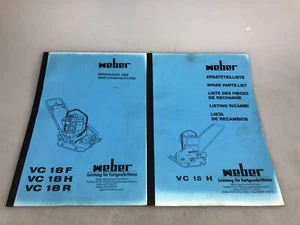 weber
BEDIENUNGS- UND
WARTUNGSANLEITUNG
VC 18 F
VC 18 H
VC 18 R
weber
Leistung für Fortgeschrittene
weber
ERSATZTEILLISTE
SPARE PARTS LIST
LISTE DES PIECES
DE RECHANGE
LISTINO RICAMBI
LISTA
DE RECAMBIOS
VC 18 H
weber
Leistung für Fortgeschrittene